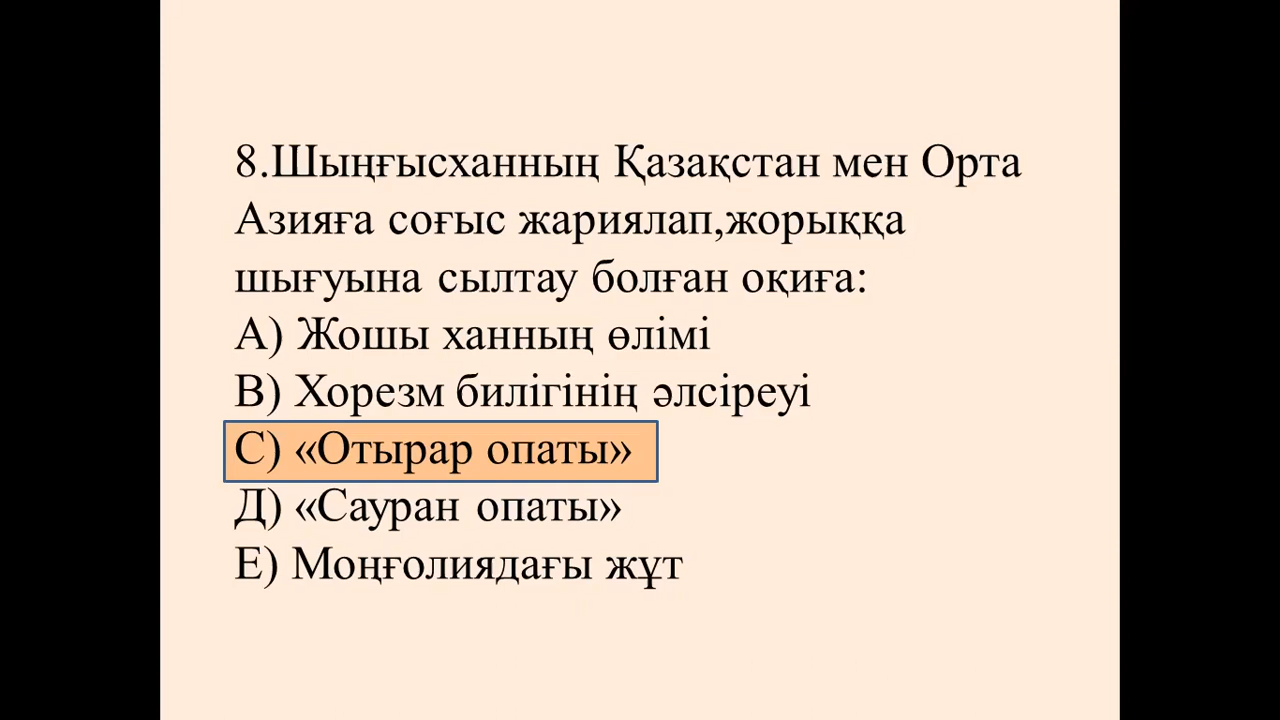 8.Шыңғысханның Қазақстан мен Орта
Азияға соғыс жариялап,жорыққа
шығуына сылтау болған оқиға:
А) Жошы ханның өлімі
В) Хорезм билігінің әлсіреуі
С) «Отырар опаты»
Д) «Сауран опаты»
Е) Моңғолиядағы жұт